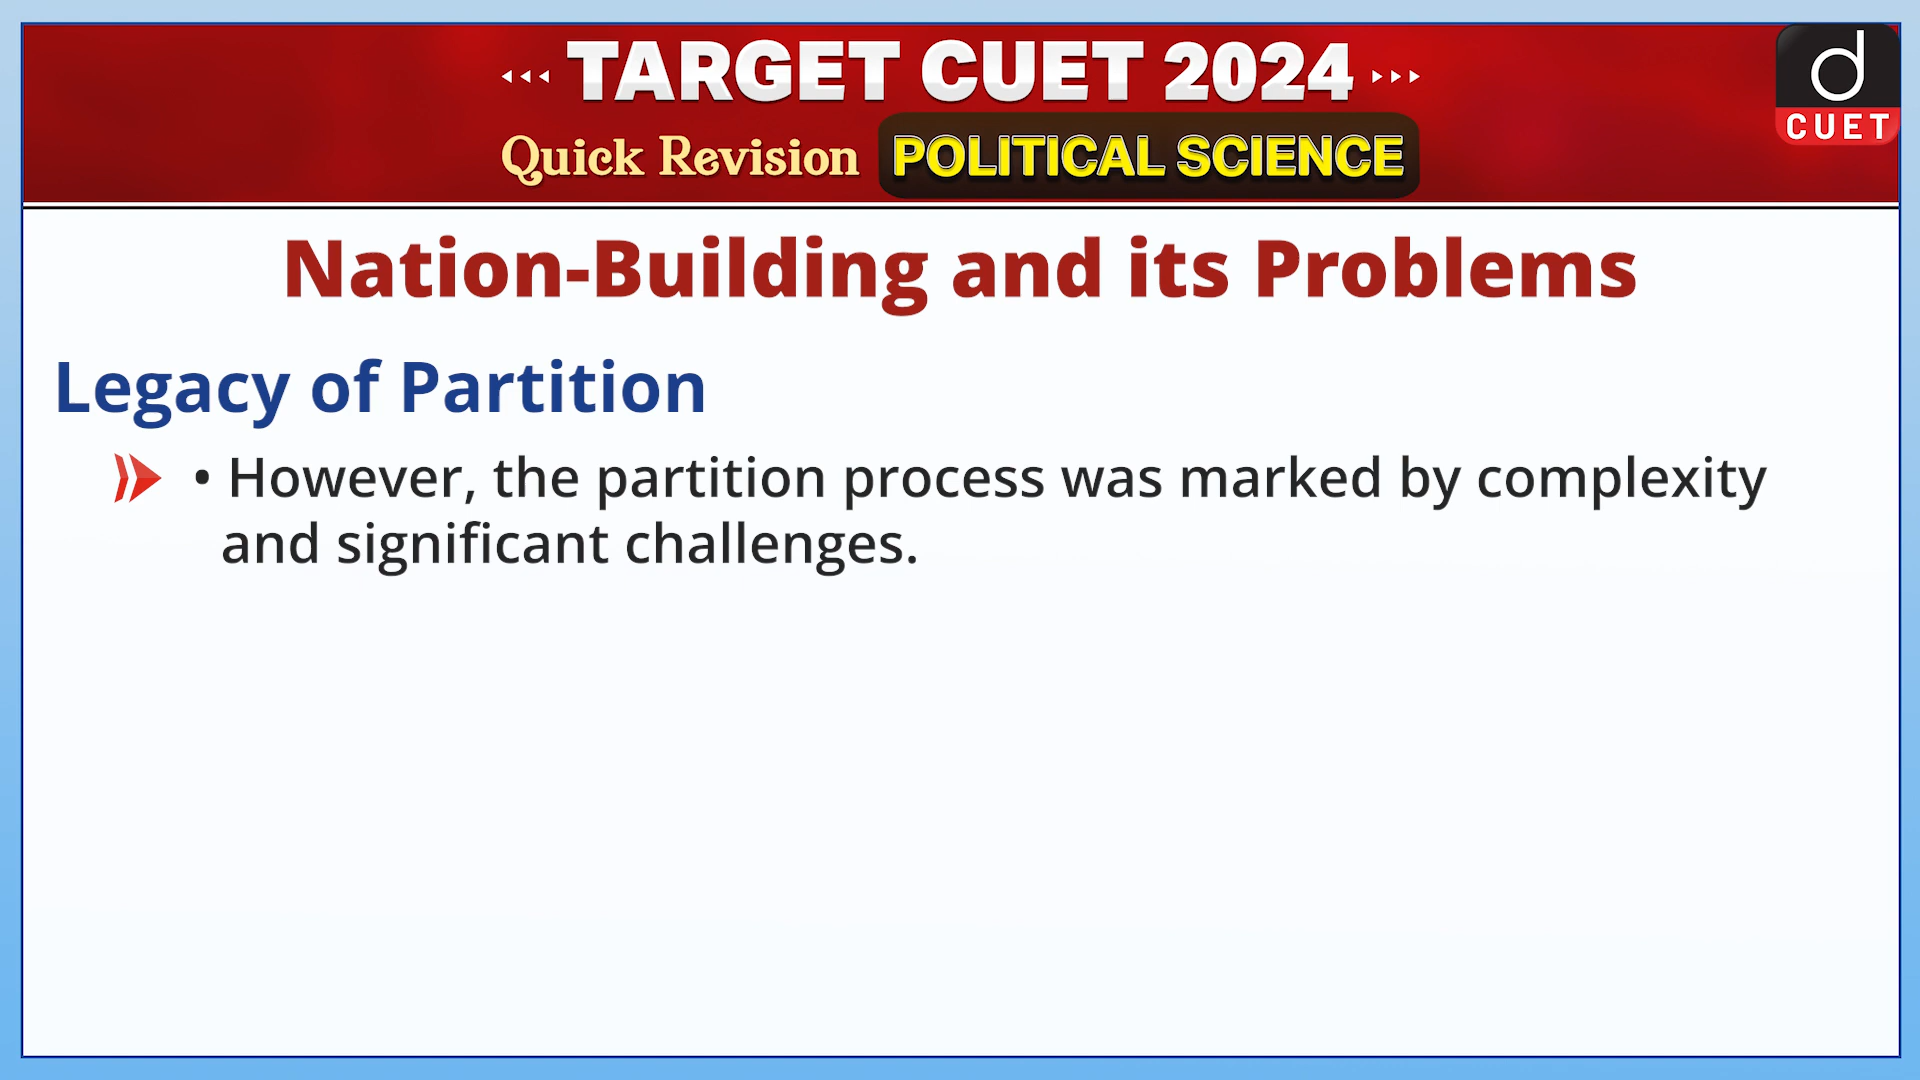 TARGET CUET 2024
Quick Revision POLITICAL SCIENCE
d
CUET
Nation-Building and its Problems
Legacy of Partition
• However, the partition process was marked by complexity
and significant challenges.